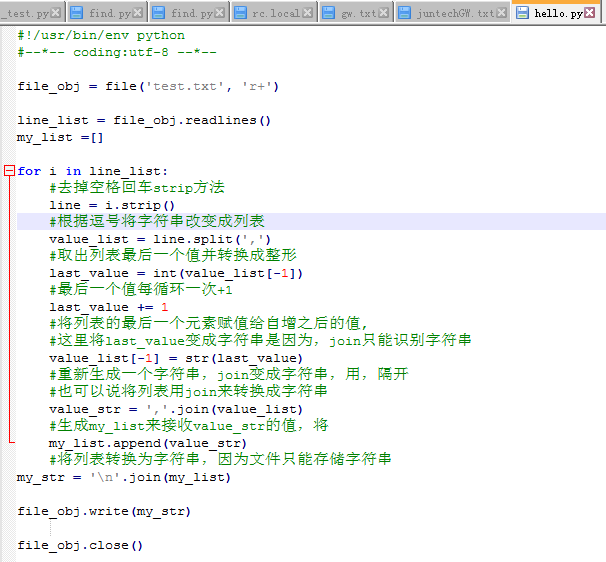 _test.py find.py find.py rc.local gw.txt juntechGW.txt hello.py
#!/usr/bin/env python
#--*-- coding:utf-8 --*--
file_obj = file('test.txt', 'r+')
line_list = file_obj.readlines()
my_list =[]
for i in line_list:
#去掉空格回车strip方法
line = i.strip()
#根据逗号将字符串改变成列表
value_list = line.split(',')
#取出列表最后一个值并转换成整形
last_value = int(value_list[-1])
#最后一个值每循环一次+1
last_value += 1
#将列表的最后一个元素赋值给自增之后的值,
#这里将last_value变成字符串是因为，join只能识别字符串
value_list[-1] = str(last_value)
#重新生成一个字符串，join变成字符串，用，隔开
#也可以说将列表用join来转换成字符串
value_str = ','.join(value_list)
#生成my_list来接收value_str的值，将
my_list.append(value_str)
#将列表转换为字符串，因为文件只能存储字符串
my_str = '\n'.join(my_list)
file_obj.write(my_str)
file_obj.close()